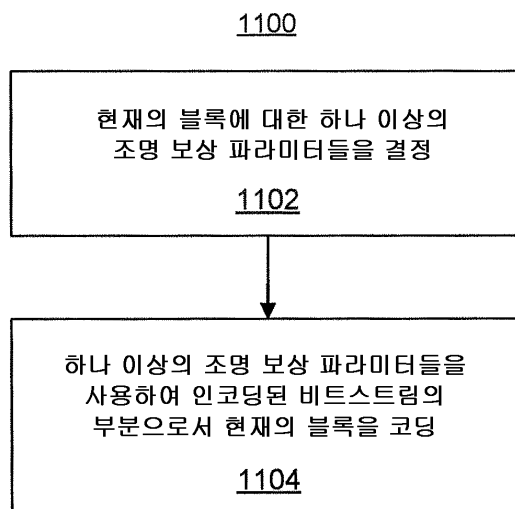 1100
현재의 블록에 대한 하나 이상의
조명 보상 파라미터들을 결정
1102
하나 이상의 조명 보상 파라미터들을
사용하여 인코딩된 비트스트림의
부분으로서 현재의 블록을 코딩
1104